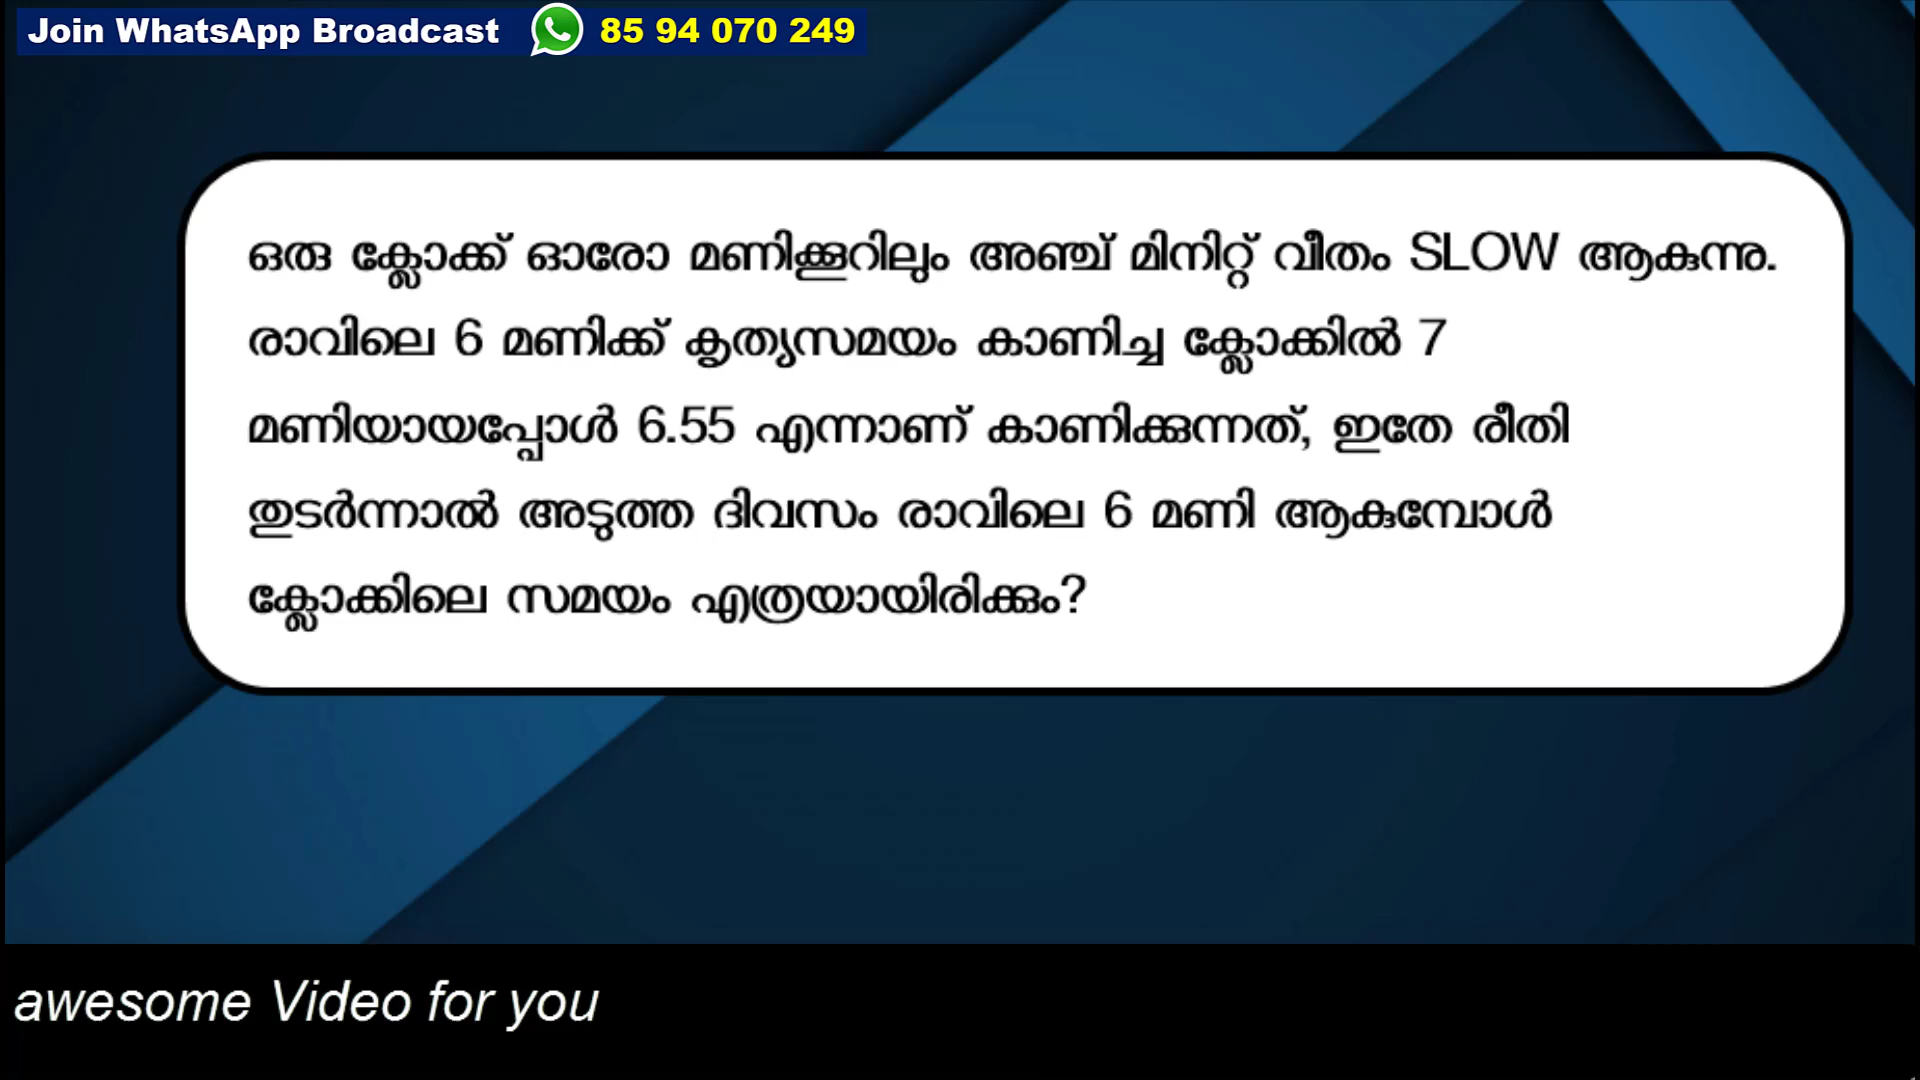 Join WhatsApp Broadcast 85 94 070 249
ഒരു ക്ലോക്ക് ഓരോ മണിക്കൂറിലും അഞ്ച് മിനിറ്റ് വീതം SLOW ആകുന്നു.
രാവിലെ 6 മണിക്ക് കൃത്യസമയം കാണിച്ച ക്ലോക്കിൽ 7
മണിയായപ്പോൾ 6.55 എന്നാണ് കാണിക്കുന്നത്, ഇതേ രീതി
തുടർന്നാൽ അടുത്ത ദിവസം രാവിലെ 6 മണി ആകുമ്പോൾ
ക്ലോക്കിലെ സമയം എത്രയായിരിക്കും?
awesome Video for you